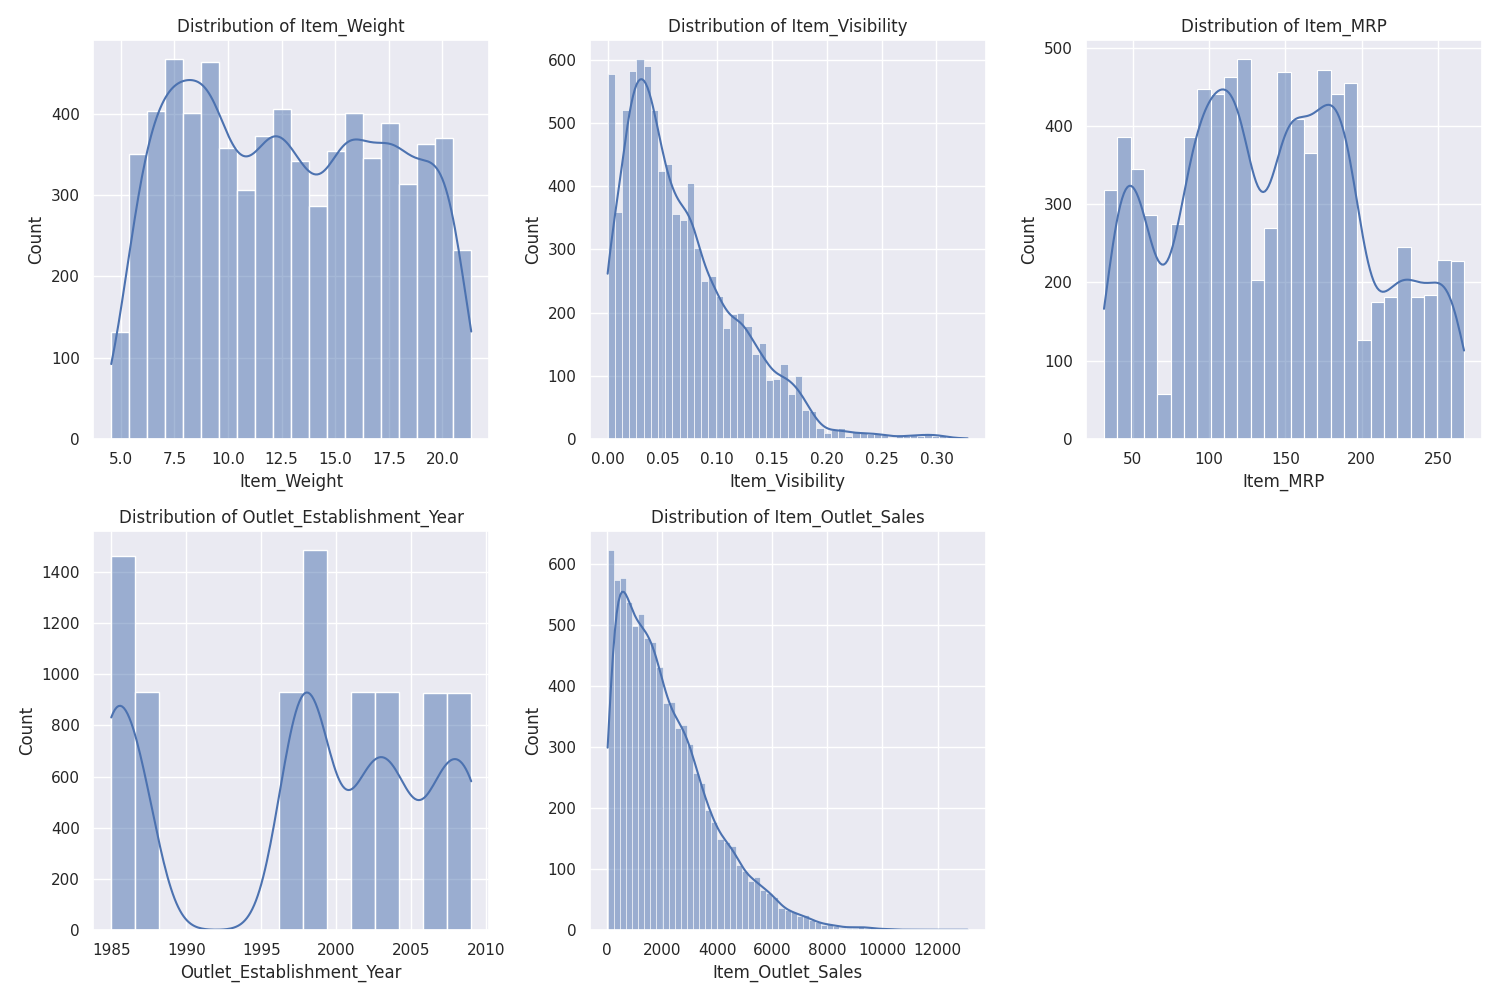 Distribution of Item_Weight
Count
400
300
200
100
0
5.0 7.5 10.0 12.5 15.0 17.5 20.0
Item_Weight
Distribution of Item_Visibility
Count
600
500
400
300
200
100
0
0.00 0.05 0.10 0.15 0.20 0.25 0.30
Item_Visibility
Distribution of Item_MRP
Count
500
400
300
200
100
0
50 100 150 200 250
Item_MRP
Distribution of Outlet_Establishment_Year
Count
1400
1200
1000
800
600
400
200
0
1985 1990 1995 2000 2005 2010
Outlet_Establishment_Year
Distribution of Item_Outlet_Sales
Count
600
500
400
300
200
100
0
0 2000 4000 6000 8000 10000 12000
Item_Outlet_Sales